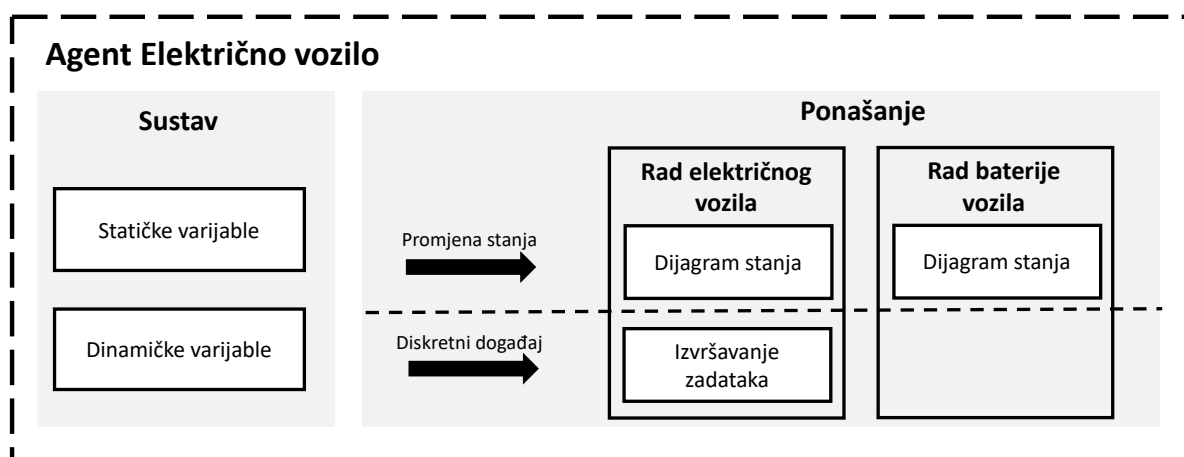 Agent Električno vozilo
Sustav
Statičke varijable
Dinamičke varijable
Ponašanje
Promjena stanja
Diskretni događaj
Rad električnog
vozila
Dijagram stanja
Izvršavanje
zadataka
Rad baterije
vozila
Dijagram stanja